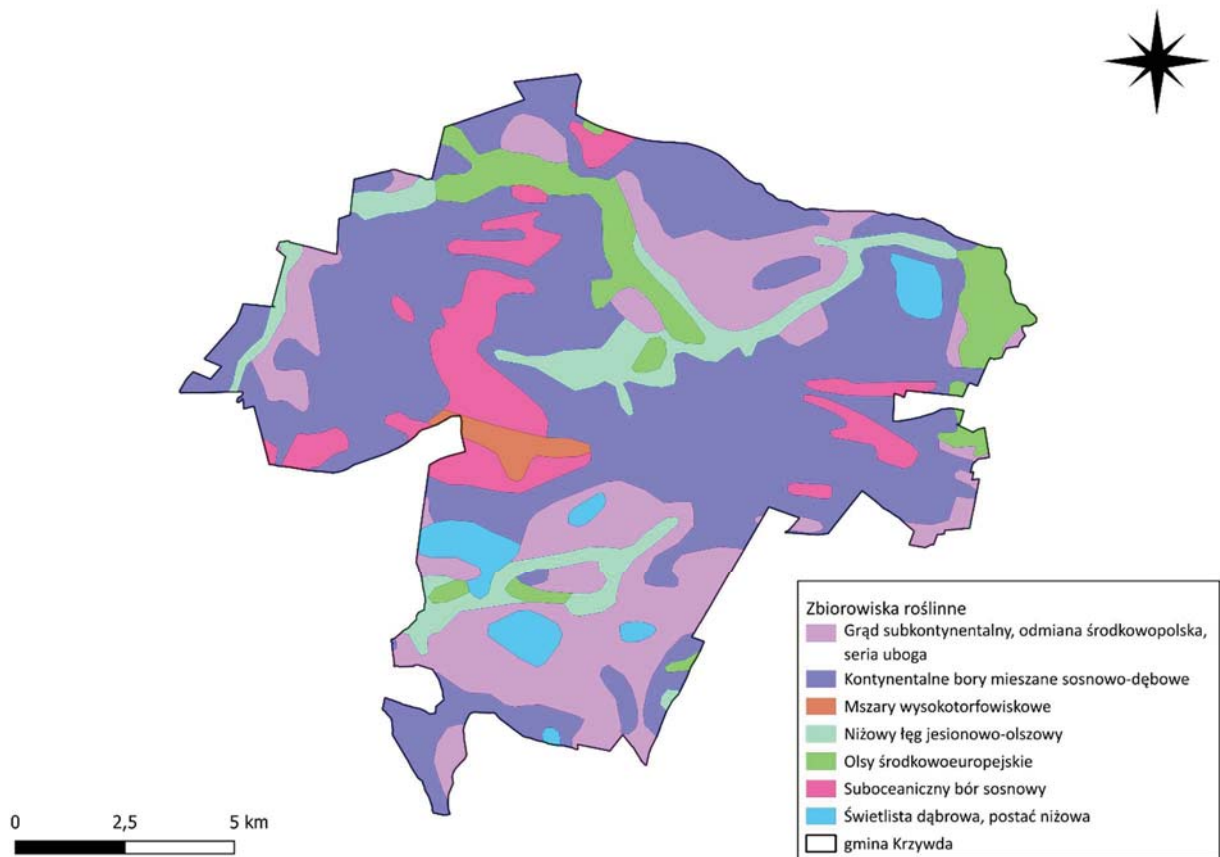 Zbiorowiska roślinne
Grąd subkontynentalny, odmiana środkowopolska,
seria uboga
Kontynentalne bory mieszane sosnowo-dębowe
Mszary wysokotorfowiskowe
Niżowy łęg jesionowo-olszowy
Olsy środkowoeuropejskie
Suboceaniczny bór sosnowy
Świetlista dąbrowa, postać niżowa
gmina Krzywda
0 2,5 5 km